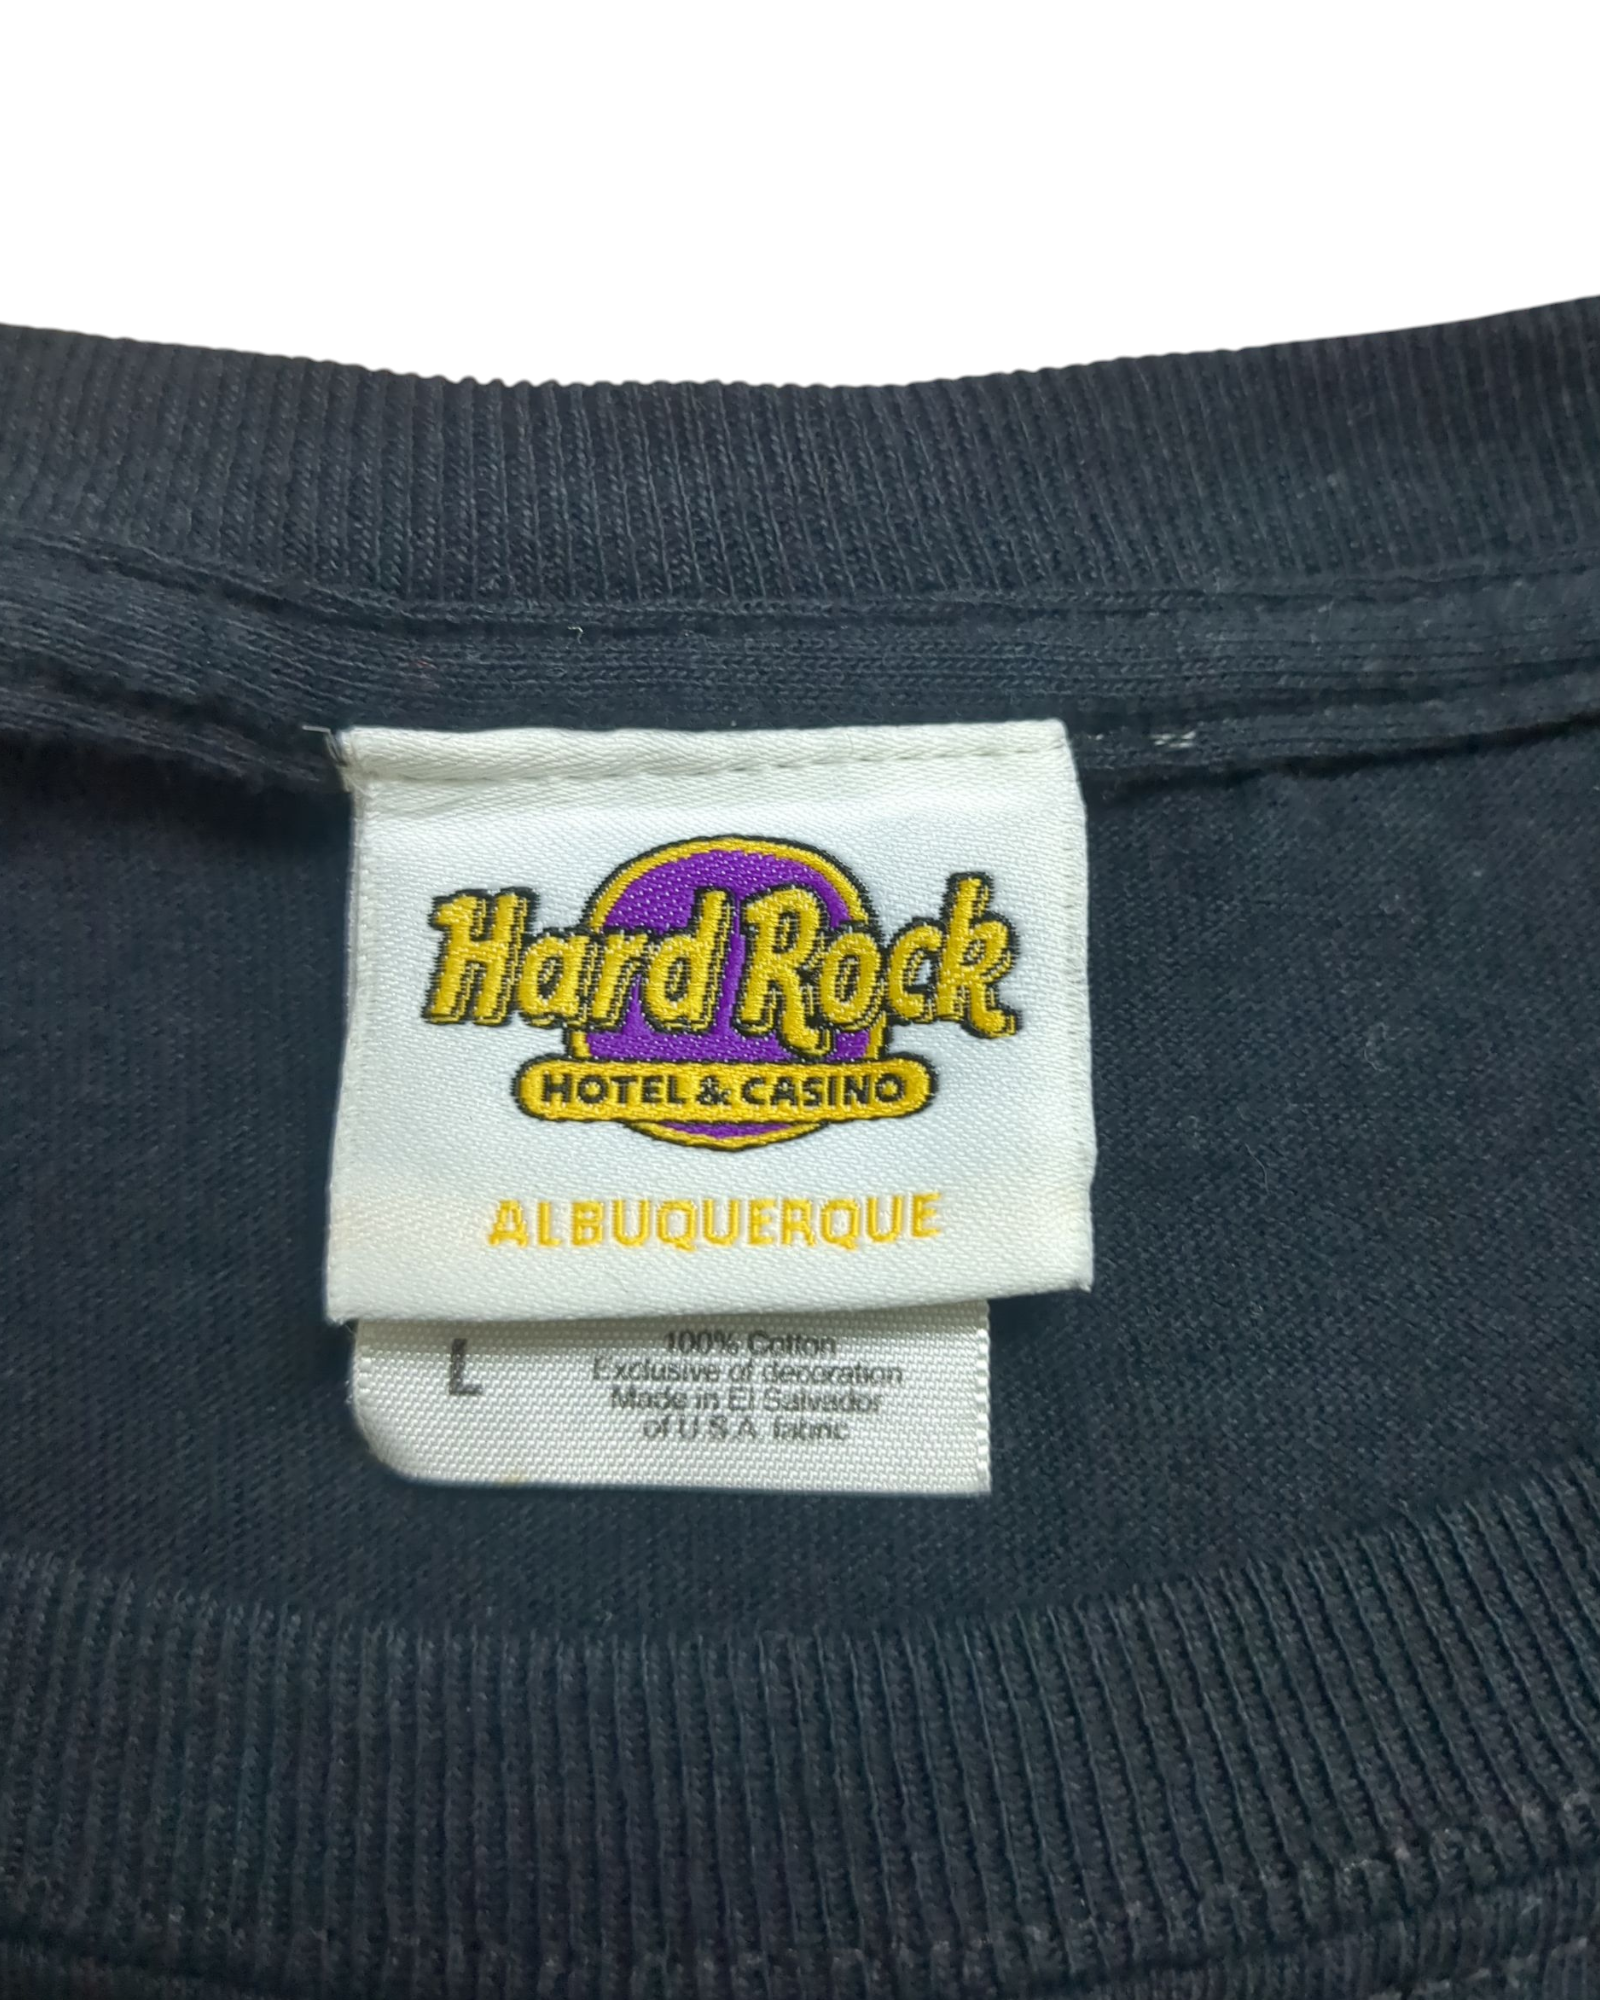 Hard Rock
HOTEL & CASINO
ALBUQUERQUE
L
100% Cotton
Exclusive of decoration
Made in El Salvador
of U.S.A. fabric